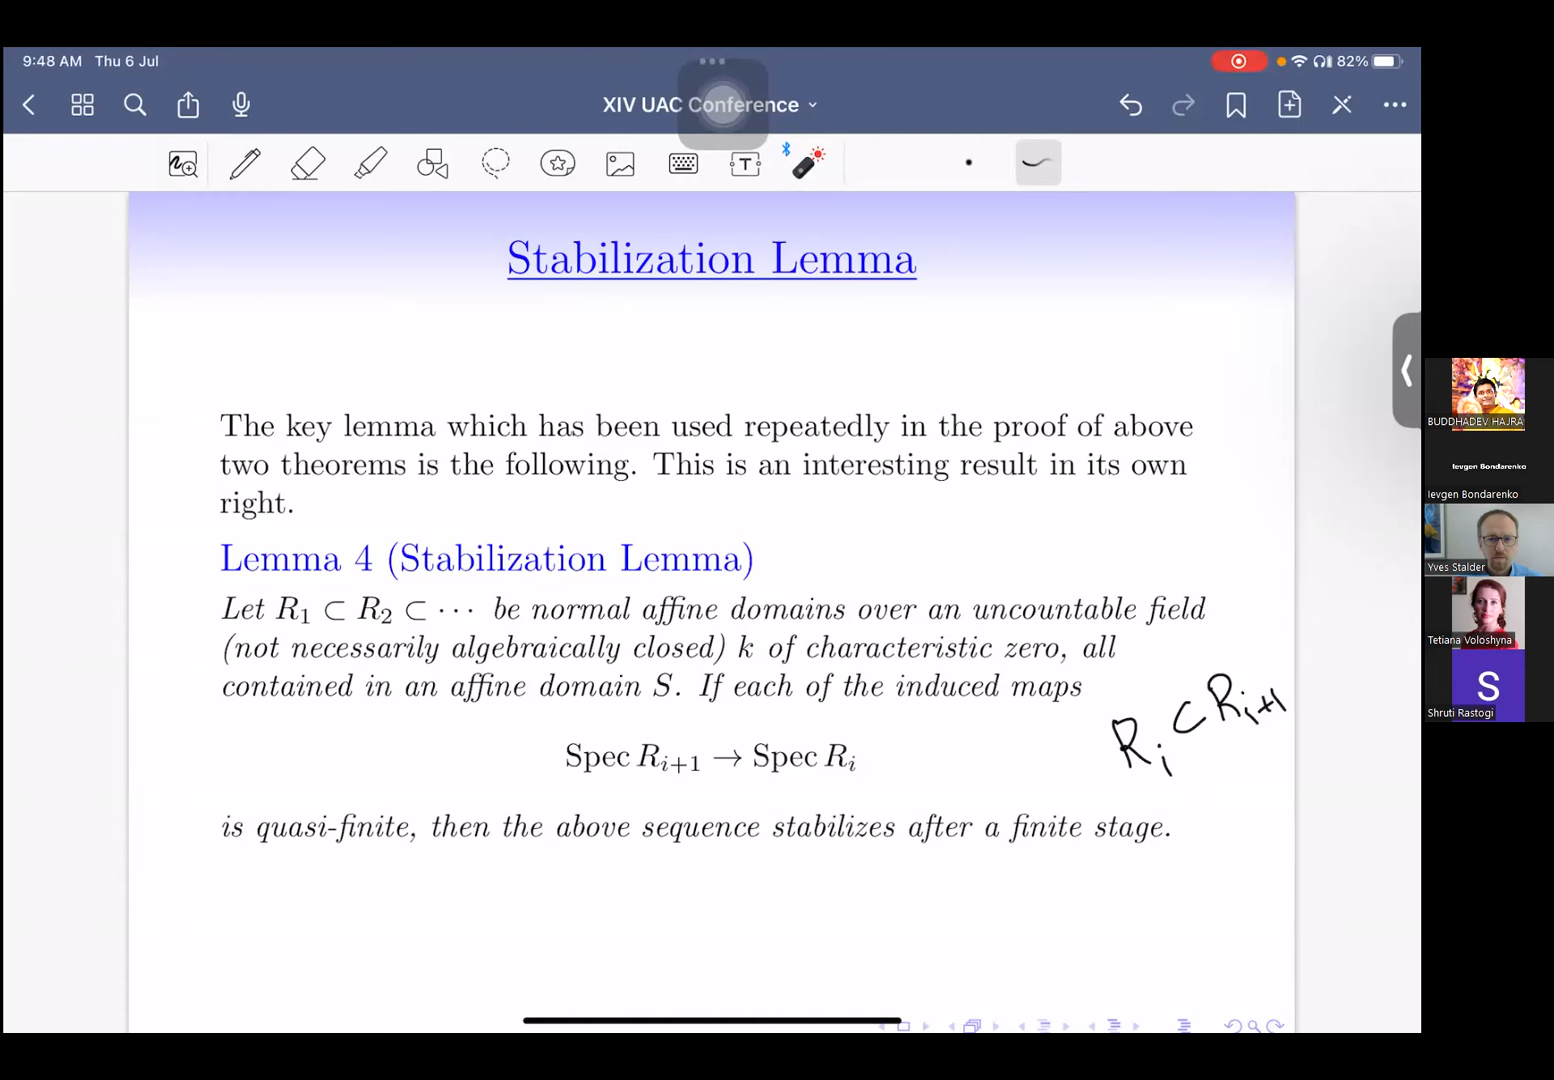 9:48 AM Thu 6 Jul
82%
XIV UAC Conference
T
Stabilization Lemma
The key lemma which has been used repeatedly in the proof of above
two theorems is the following. This is an interesting result in its own
right.
Lemma 4 (Stabilization Lemma)
Let R₁ ⊂ R₂ ⊂ ⋯ be normal affine domains over an uncountable field
(not necessarily algebraically closed) k of characteristic zero, all
contained in an affine domain S. If each of the induced maps
R_i ⊂ R_{i+1}
Spec R_{i+1} → Spec R_i
is quasi-finite, then the above sequence stabilizes after a finite stage.
BUDDHADEV HAJRA
Ievgen Bondarenko
Ievgen Bondarenko
Yves Stalder
Tetiana Voloshyna
S
Shruti Rastogi